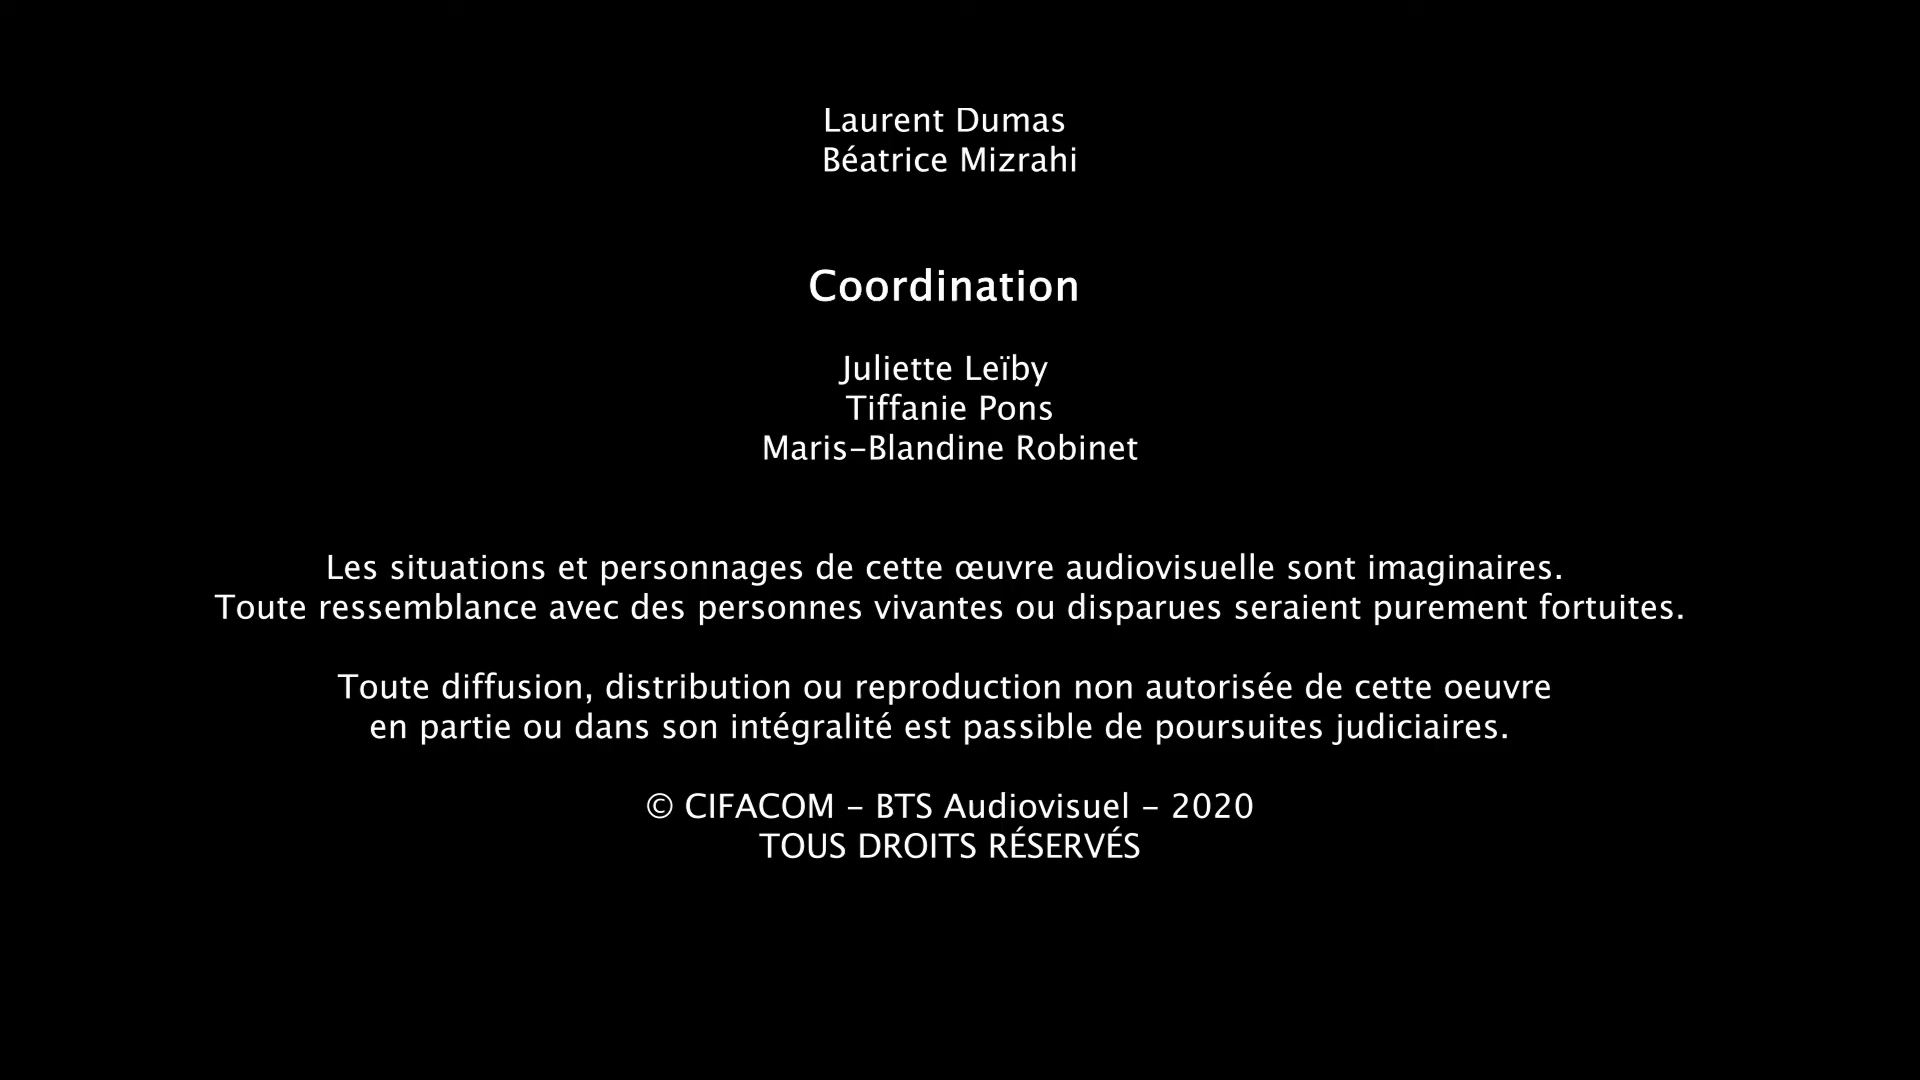 Laurent Dumas
Béatrice Mizrahi
Coordination
Juliette Leïby
Tiffanie Pons
Maris-Blandine Robinet
Les situations et personnages de cette œuvre audiovisuelle sont imaginaires.
Toute ressemblance avec des personnes vivantes ou disparues seraient purement fortuites.
Toute diffusion, distribution ou reproduction non autorisée de cette oeuvre
en partie ou dans son intégralité est passible de poursuites judiciaires.
© CIFACOM - BTS Audiovisuel - 2020
TOUS DROITS RÉSERVÉS